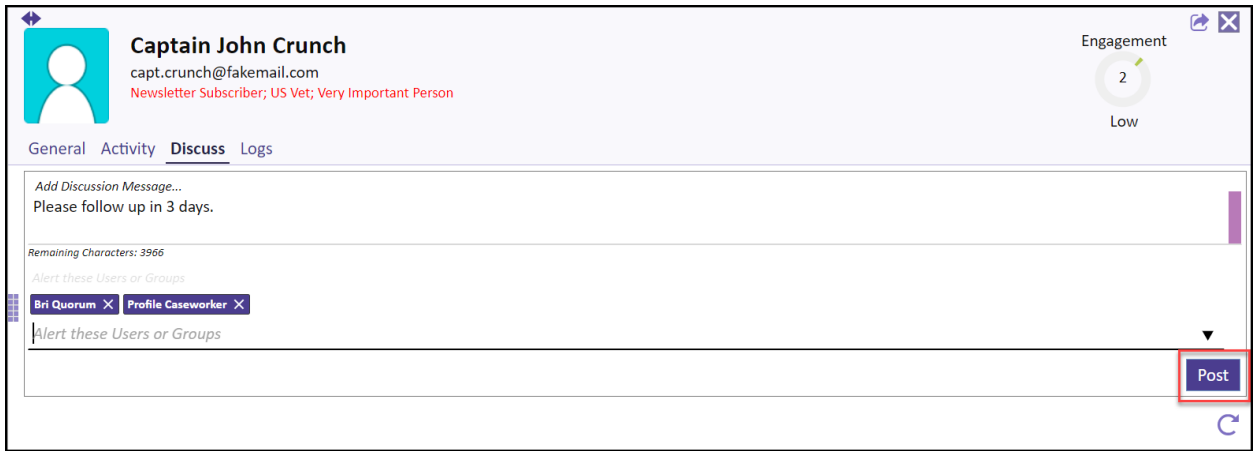 Captain John Crunch
capt.crunch@fakemail.com
Newsletter Subscriber; US Vet; Very Important Person
Engagement
2
Low
General Activity Discuss Logs
Add Discussion Message...
Please follow up in 3 days.
Remaining Characters: 3966
Alert these Users or Groups
Bri Quorum Profile Caseworker
Alert these Users or Groups
Post